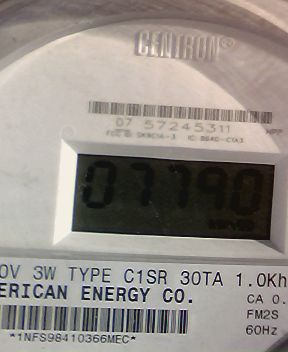 CENTRON®
07 57245311
07790
0V 3W TYPE C1SR 30TA 1.0Kh
ERICAN ENERGY CO.
CA 0.
FM2S
60Hz
*1NFS98410366MEC*